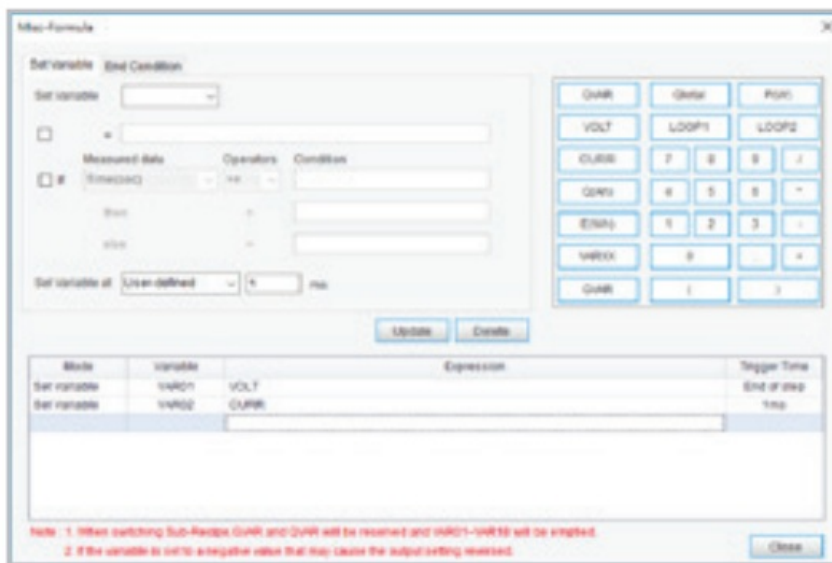 Misc-Formula
Set Variable End Condition
Set Variable
=
Measured data Operators Condition
if Time(sec) >=
then =
else =
Set Variable at User-defined 1 ms
Update Delete
VOLT LOOP1 LOOP2
CURR 7 8 9 /
4 5 6 *
1 2 3 -
VARXX 0 . +
( )
Mode Variable Expression Trigger Time
Set Variable VAR01 VOLT End of step
Set Variable VAR02 CURR 1ms
Note : 1. When switching Sub-Recipe, GVAR and QVAR will be reserved and VAR01~VAR18 will be emptied.
2. If the variable is set to a negative value that may cause the output setting reversed.
Close